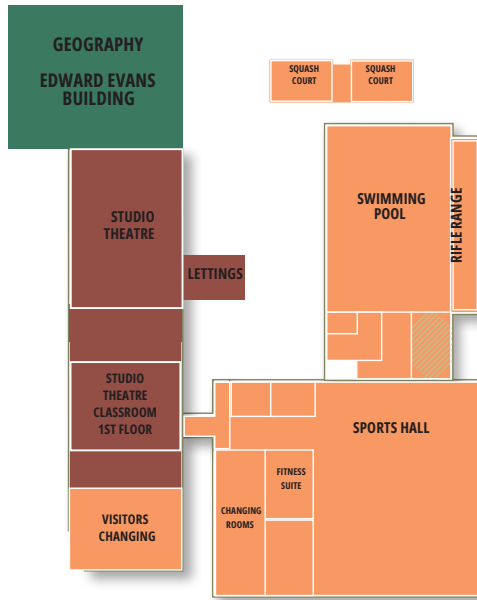 GEOGRAPHY
EDWARD EVANS
BUILDING
SQUASH
COURT
SQUASH
COURT
STUDIO
THEATRE
SWIMMING
POOL
RIFLE RANGE
LETTINGS
STUDIO
THEATRE
CLASSROOM
1ST FLOOR
SPORTS HALL
FITNESS
SUITE
CHANGING
ROOMS
VISITORS
CHANGING